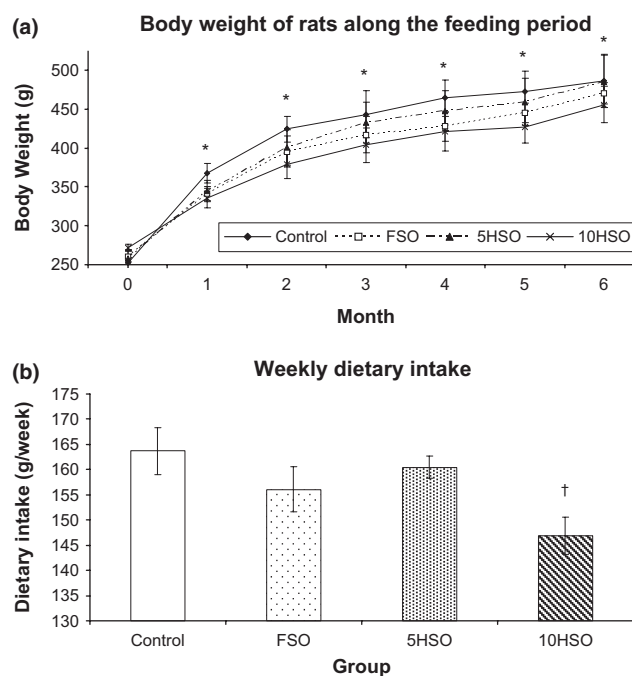 (a) Body weight of rats along the feeding period
Body Weight (g)
500
450
400
350
300
250
* * * * * *
Control FSO 5HSO 10HSO
0 1 2 3 4 5 6
Month
(b) Weekly dietary intake
Dietary intake (g/week)
175
170
165
160
155
150
145
140
135
130
†
Control FSO 5HSO 10HSO
Group